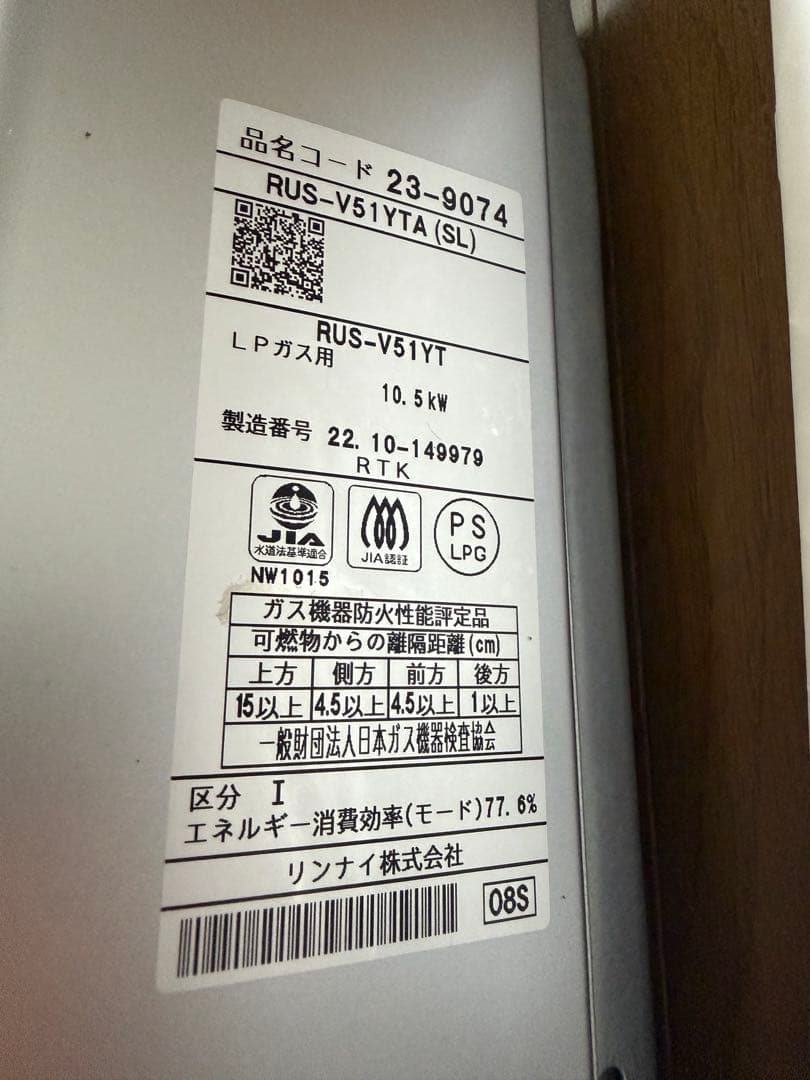 品名コード 23-9074
RUS-V51YTA(SL)
RUS-V51YT
LPガス用
10.5kW
製造番号 22.10-149979
RTK
JIA
水道法基準適合
JIA認証
PS
LPG
NW1015
ガス機器防火性能評定品
可燃物からの離隔距離(cm)
上方 側方 前方 後方
15以上 4.5以上 4.5以上 1以上
一般財団法人日本ガス機器検査協会
区分 I
エネルギー消費効率(モード)77.6%
リンナイ株式会社
08S